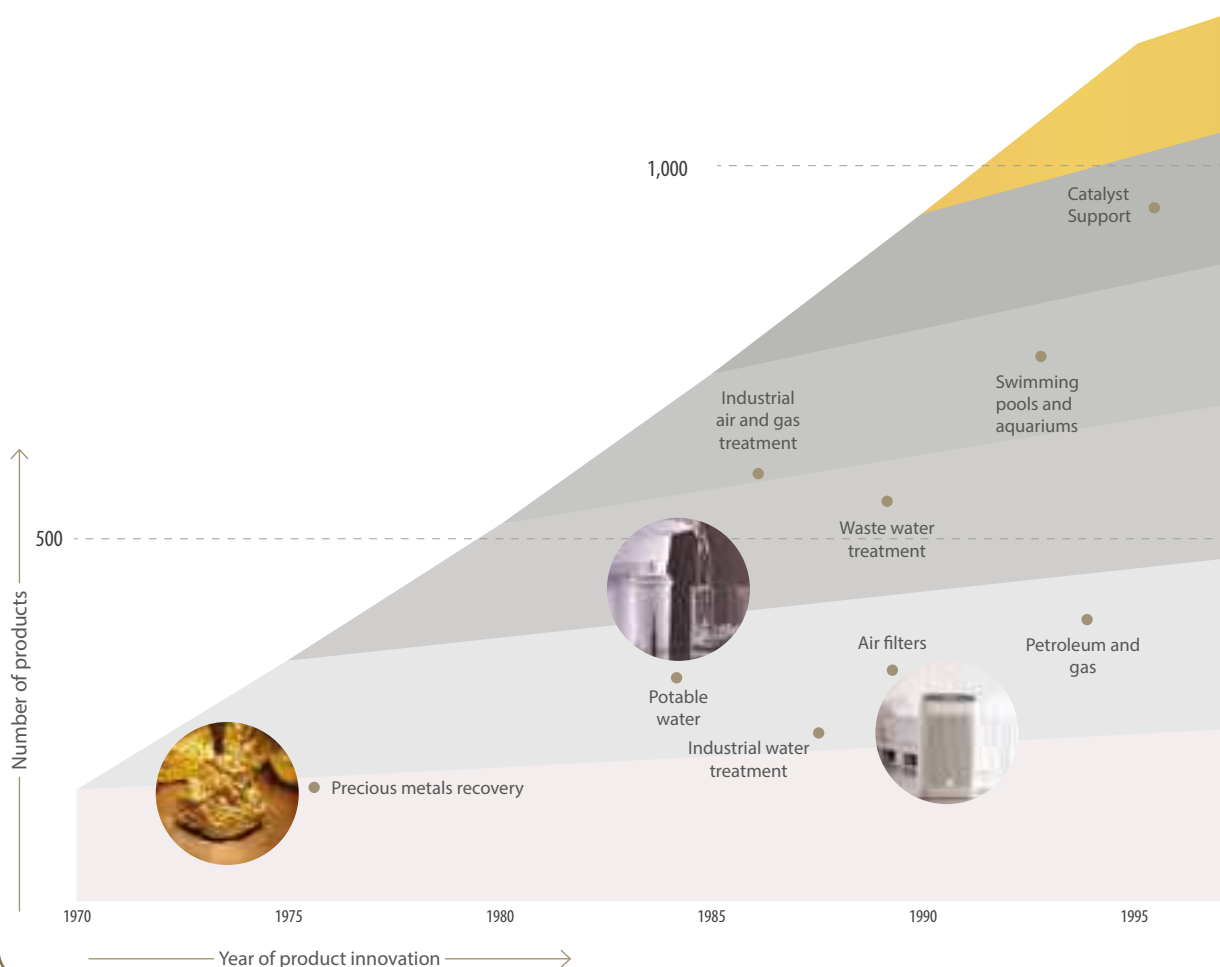 1,000
Catalyst
Support
Swimming
pools and
aquariums
Industrial
air and gas
treatment
Waste water
treatment
500
Air filters
Petroleum and
gas
Potable
water
Industrial water
treatment
Precious metals recovery
Number of products
1970 1975 1980 1985 1990 1995
Year of product innovation